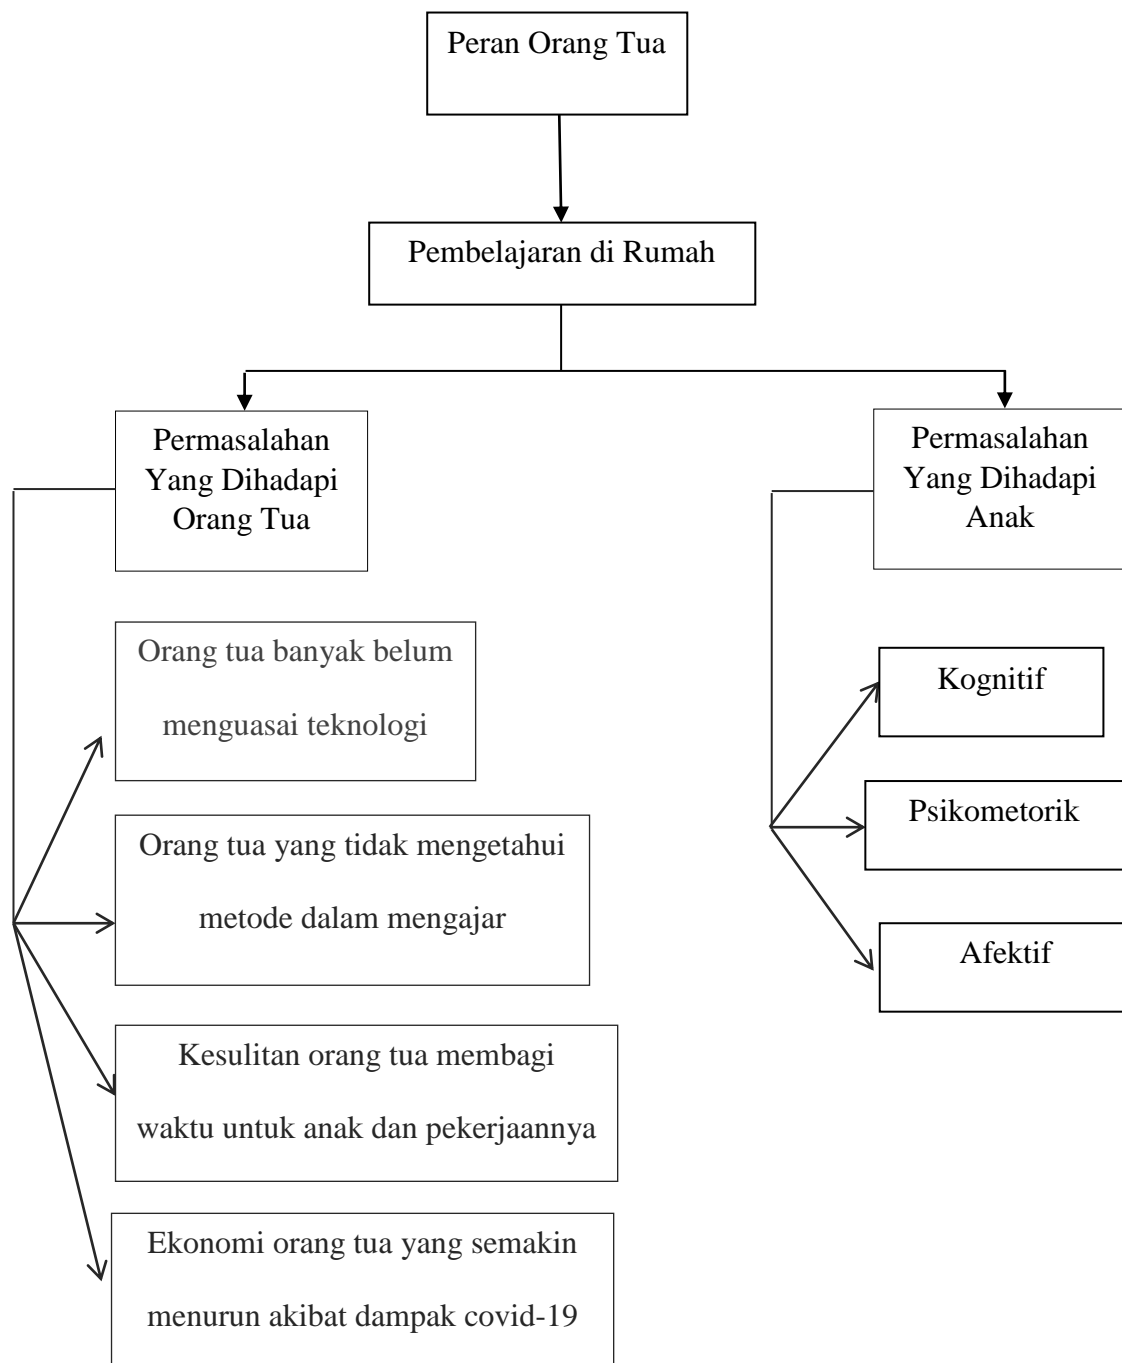 Peran Orang Tua
Pembelajaran di Rumah
Permasalahan
Yang Dihadapi
Orang Tua
Orang tua banyak belum
menguasai teknologi
Orang tua yang tidak mengetahui
metode dalam mengajar
Kesulitan orang tua membagi
waktu untuk anak dan pekerjaannya
Ekonomi orang tua yang semakin
menurun akibat dampak covid-19
Permasalahan
Yang Dihadapi
Anak
Kognitif
Psikometorik
Afektif